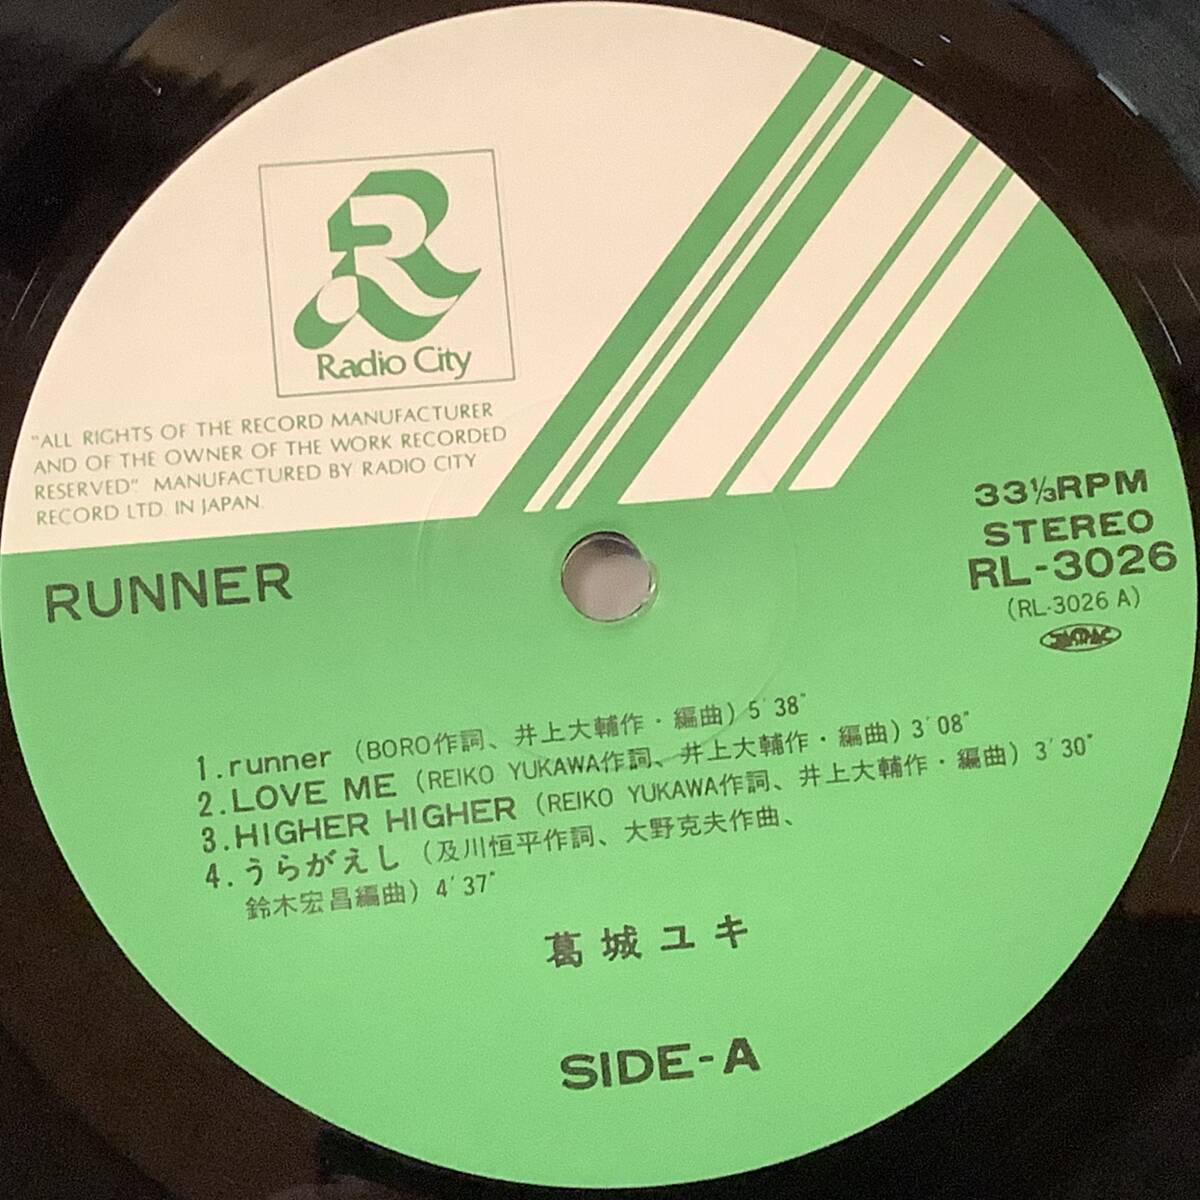 Radio City
"ALL RIGHTS OF THE RECORD MANUFACTURER
AND OF THE OWNER OF THE WORK RECORDED
RESERVED". MANUFACTURED BY RADIO CITY
RECORD LTD. IN JAPAN.
RUNNER
33⅓RPM
STEREO
RL-3026
(RL-3026 A)
JASRAC
1.runner (BORO作詞、井上大輔作・編曲) 5′38″
2.LOVE ME (REIKO YUKAWA作詞、井上大輔作・編曲) 3′08″
3.HIGHER HIGHER (REIKO YUKAWA作詞、井上大輔作・編曲) 3′30″
4.うらがえし (及川恒平作詞、大野克夫作曲、
鈴木宏昌編曲) 4′37″
葛城ユキ
SIDE-A